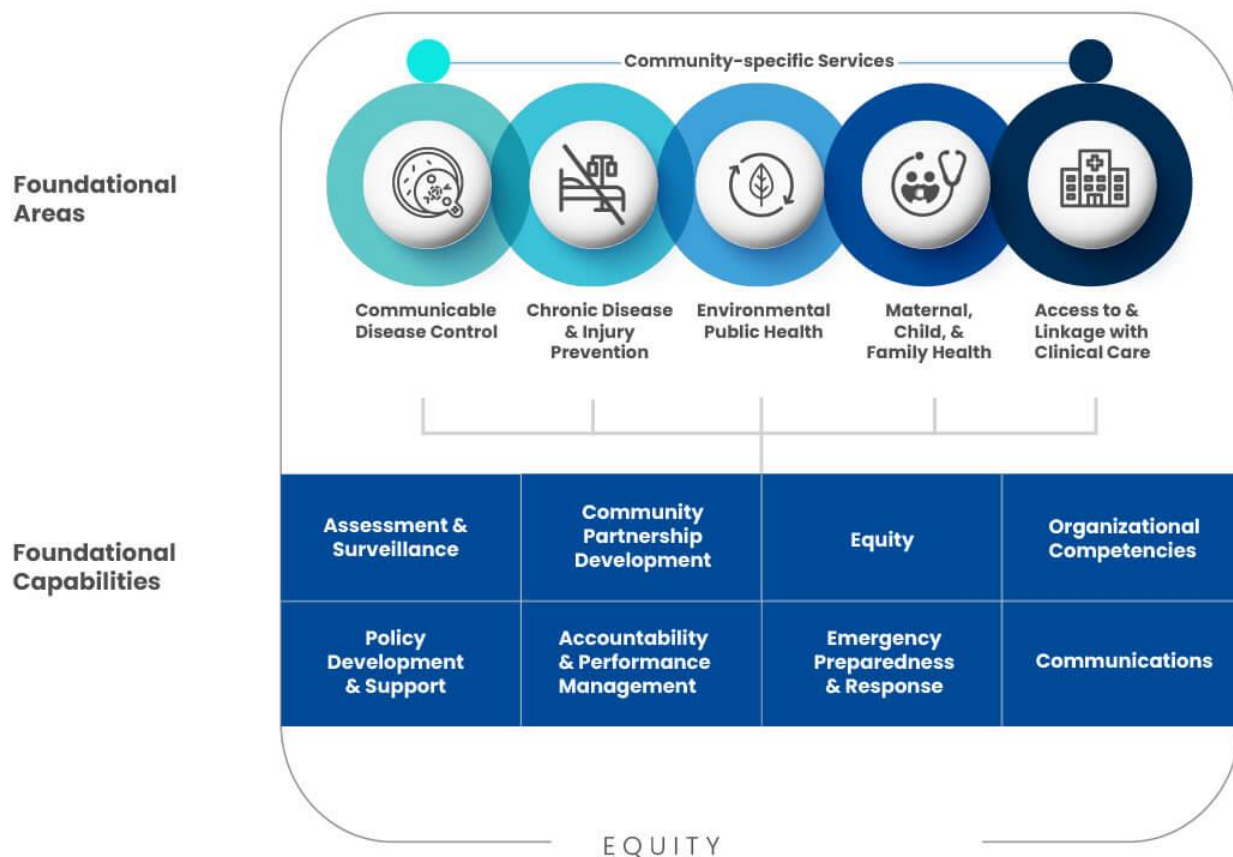 Community-specific Services
Foundational
Areas
Communicable
Disease Control
Chronic Disease
& Injury
Prevention
Environmental
Public Health
Maternal,
Child, &
Family Health
Access to &
Linkage with
Clinical Care
Foundational
Capabilities
Assessment &
Surveillance
Community
Partnership
Development
Equity
Organizational
Competencies
Policy
Development
& Support
Accountability
& Performance
Management
Emergency
Preparedness
& Response
Communications
EQUITY